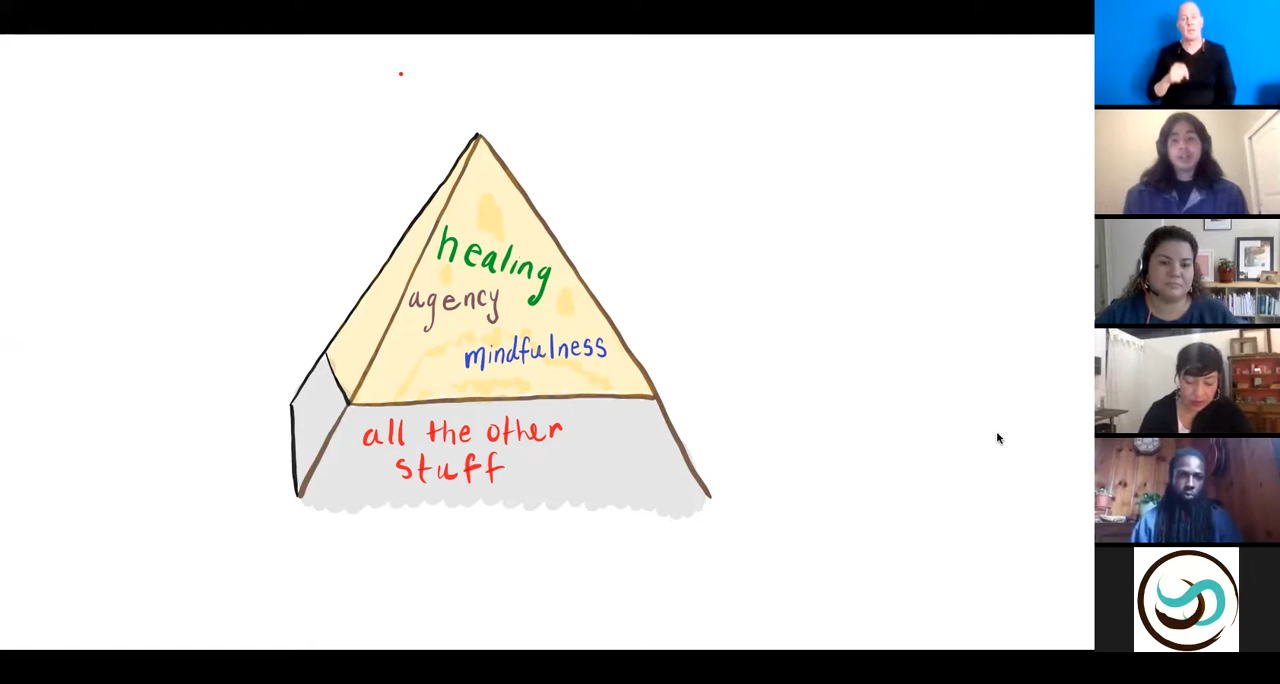 healing
agency
mindfulness
all the other
stuff